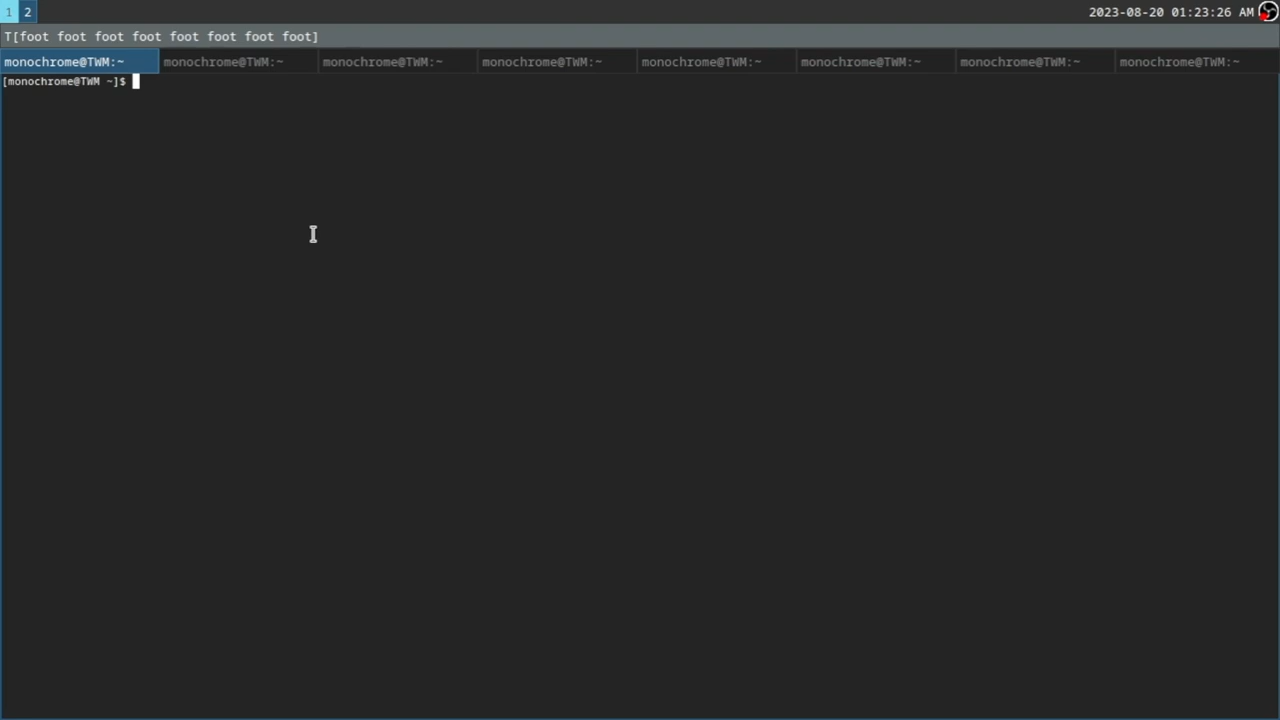 1 2 2023-08-20 01:23:26 AM
T[foot foot foot foot foot foot foot foot]
monochrome@TWM:~ monochrome@TWM:~ monochrome@TWM:~ monochrome@TWM:~ monochrome@TWM:~ monochrome@TWM:~ monochrome@TWM:~ monochrome@TWM:~
[monochrome@TWM ~]$